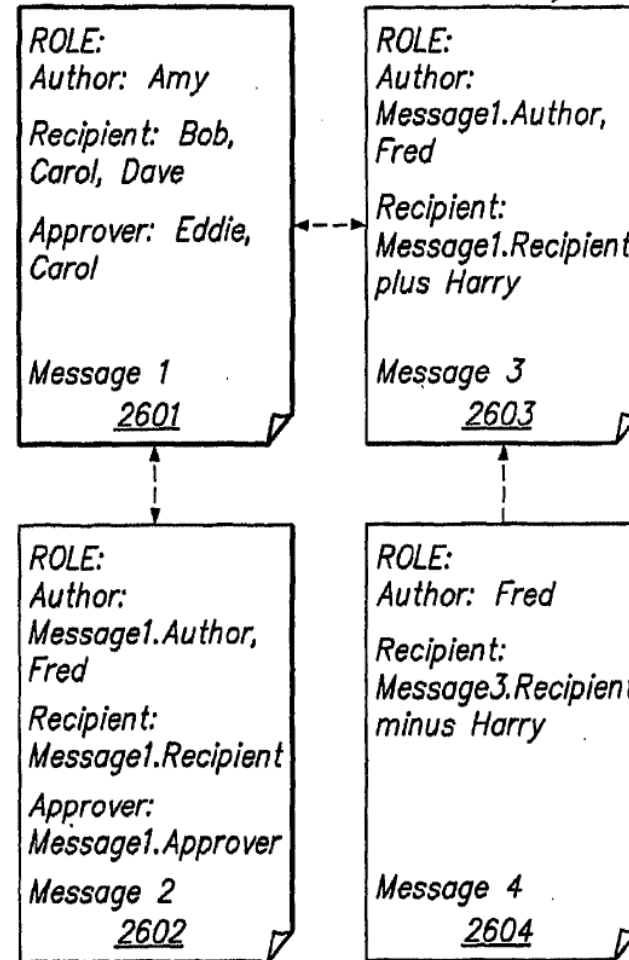 ROLE:
Author: Amy
Recipient: Bob,
Carol, Dave
Approver: Eddie,
Carol
Message 1
2601
ROLE:
Author:
Message1.Author,
Fred
Recipient:
Message1.Recipient
plus Harry
Message 3
2603
ROLE:
Author:
Message1.Author,
Fred
Recipient:
Message1.Recipient
Approver:
Message1.Approver
Message 2
2602
ROLE:
Author: Fred
Recipient:
Message3.Recipient
minus Harry
Message 4
2604